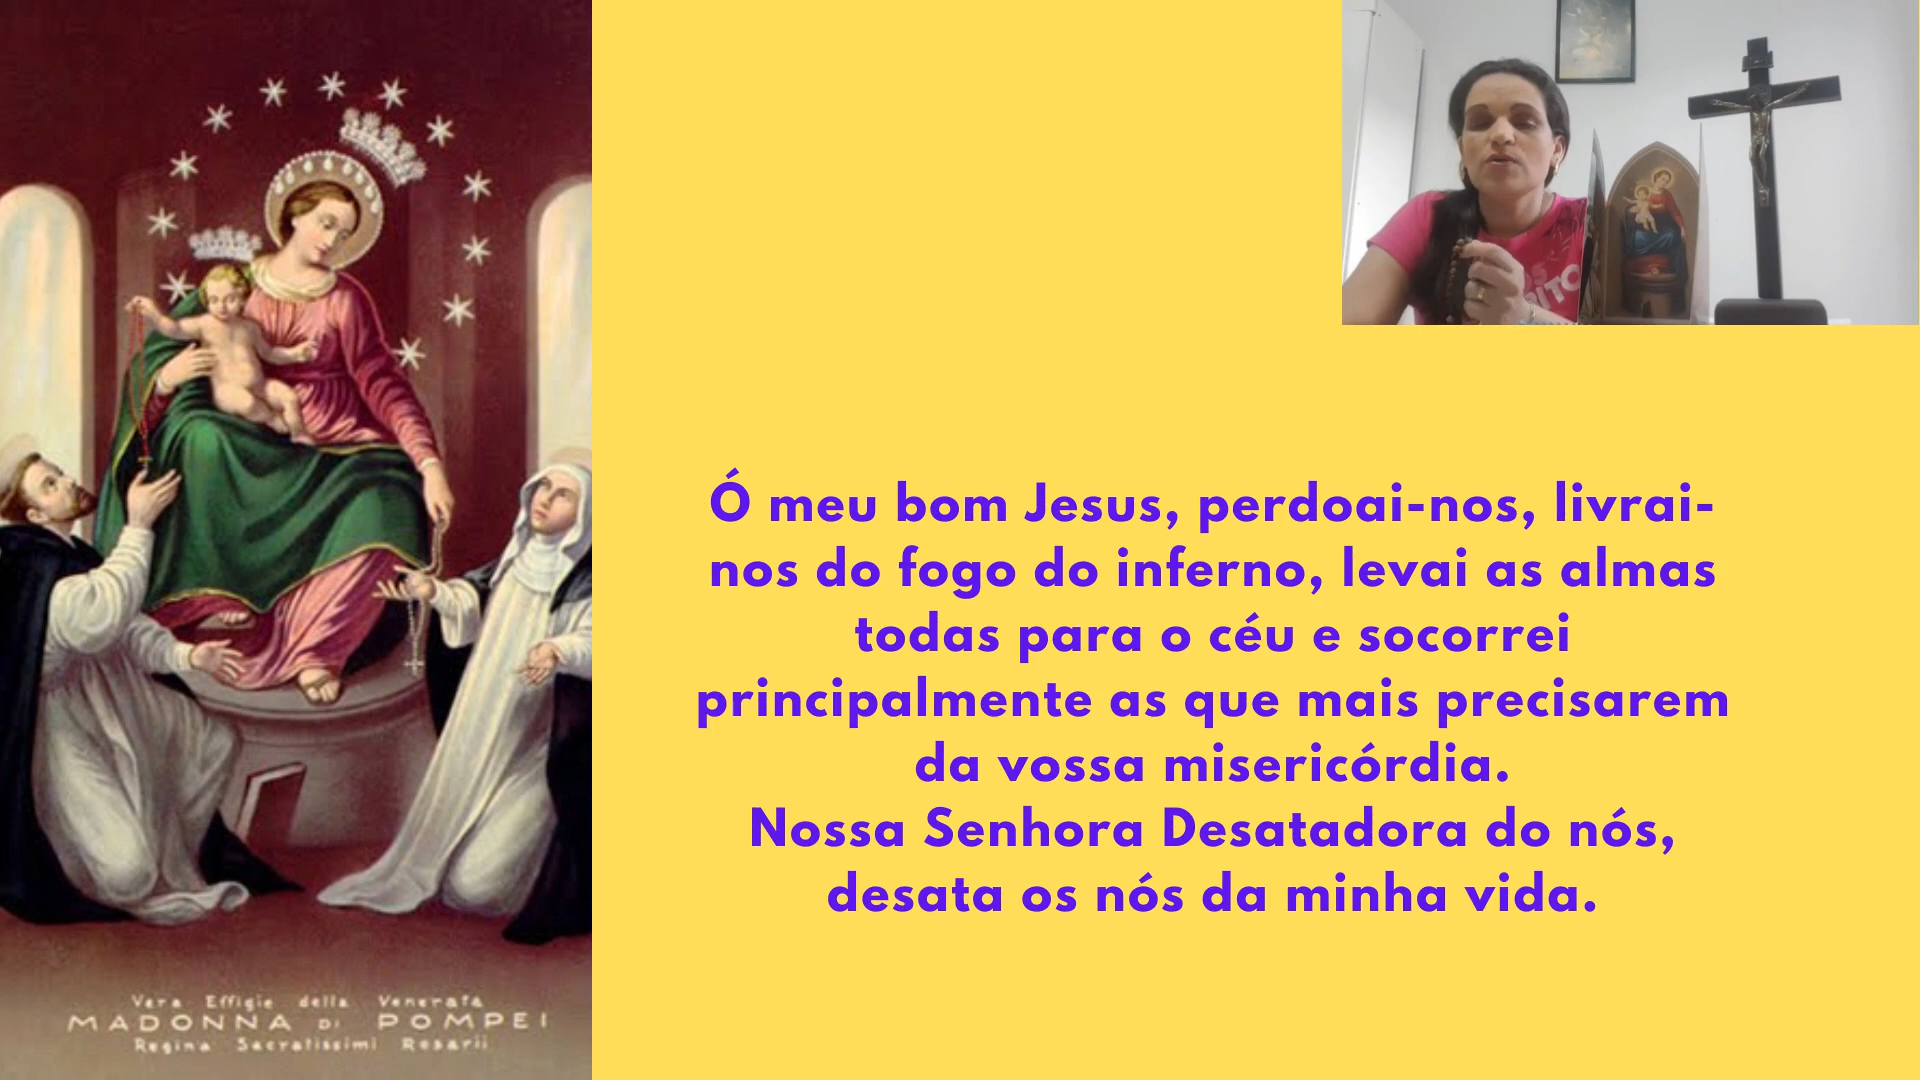 Ó meu bom Jesus, perdoai-nos, livrai-
nos do fogo do inferno, levai as almas
todas para o céu e socorrei
principalmente as que mais precisarem
da vossa misericórdia.
Nossa Senhora Desatadora do nós,
desata os nós da minha vida.
Vera Effigie della Venerata
MADONNA DI POMPEI
Regina Sacratissimi Rosarii